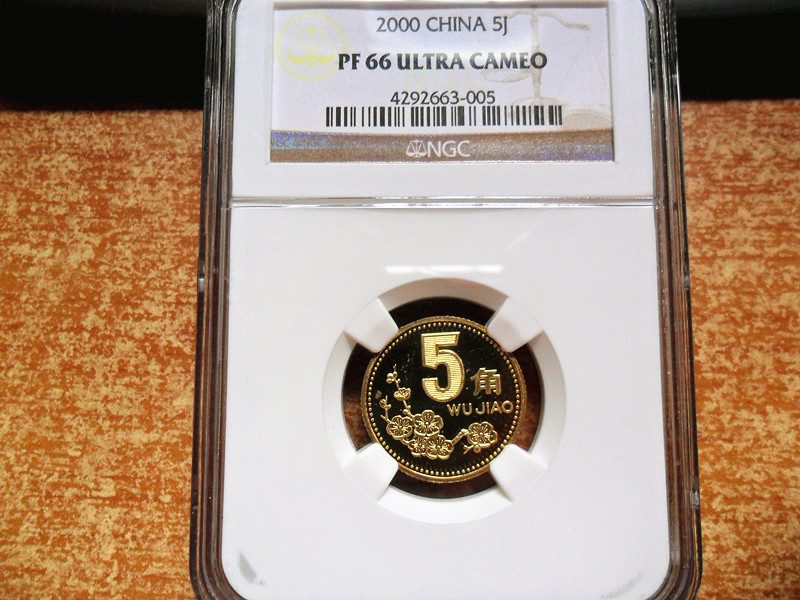 2000 CHINA 5J
PF 66 ULTRA CAMEO
4292663-005
NGC
5角
WU JIAO